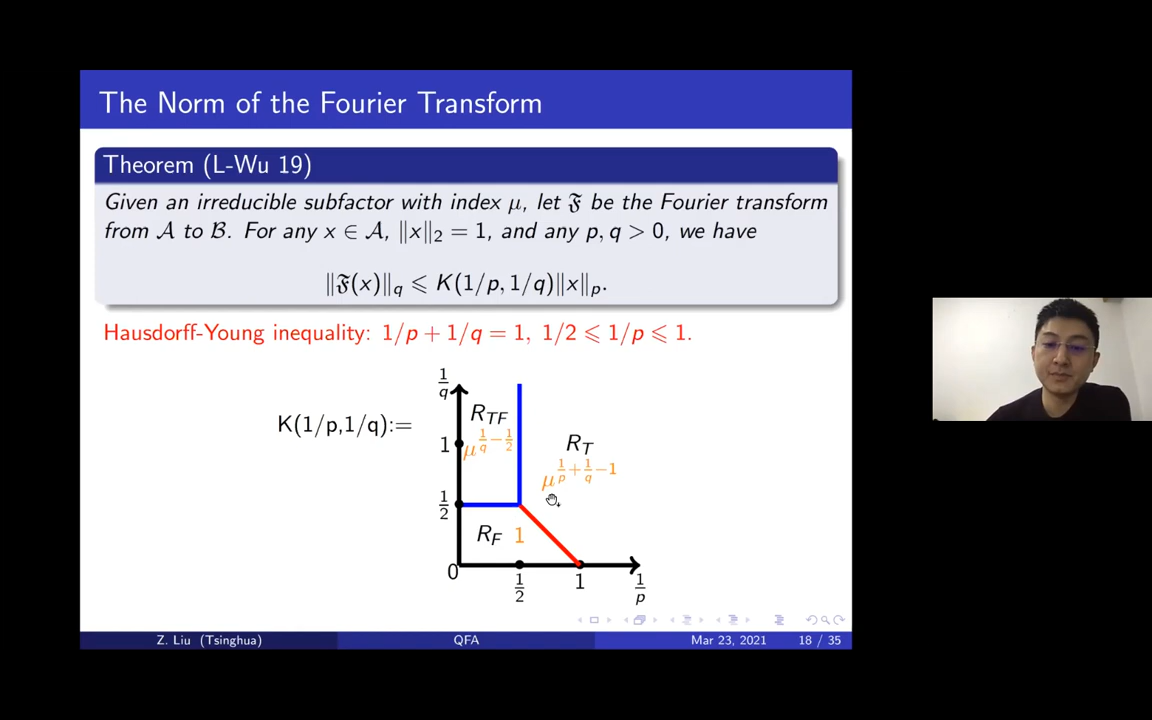 The Norm of the Fourier Transform
Theorem (L-Wu 19)
Given an irreducible subfactor with index μ, let 𝔉 be the Fourier transform
from 𝒜 to ℬ. For any x ∈ 𝒜, ‖x‖₂ = 1, and any p, q > 0, we have
‖𝔉(x)‖_q ⩽ K(1/p, 1/q)‖x‖_p.
Hausdorff-Young inequality: 1/p + 1/q = 1, 1/2 ⩽ 1/p ⩽ 1.
1/q
R_TF
K(1/p,1/q):=
μ^{1/q − 1/2}
1
R_T
μ^{1/p + 1/q − 1}
1/2
R_F 1
0
1/2
1
1/p
Z. Liu (Tsinghua)
QFA
Mar 23, 2021
18 / 35